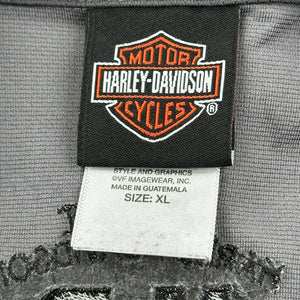 MOTOR
HARLEY-DAVIDSON
CYCLES
®
STYLE AND GRAPHICS
©VF IMAGEWEAR, INC.
MADE IN GUATEMALA
SIZE: XL